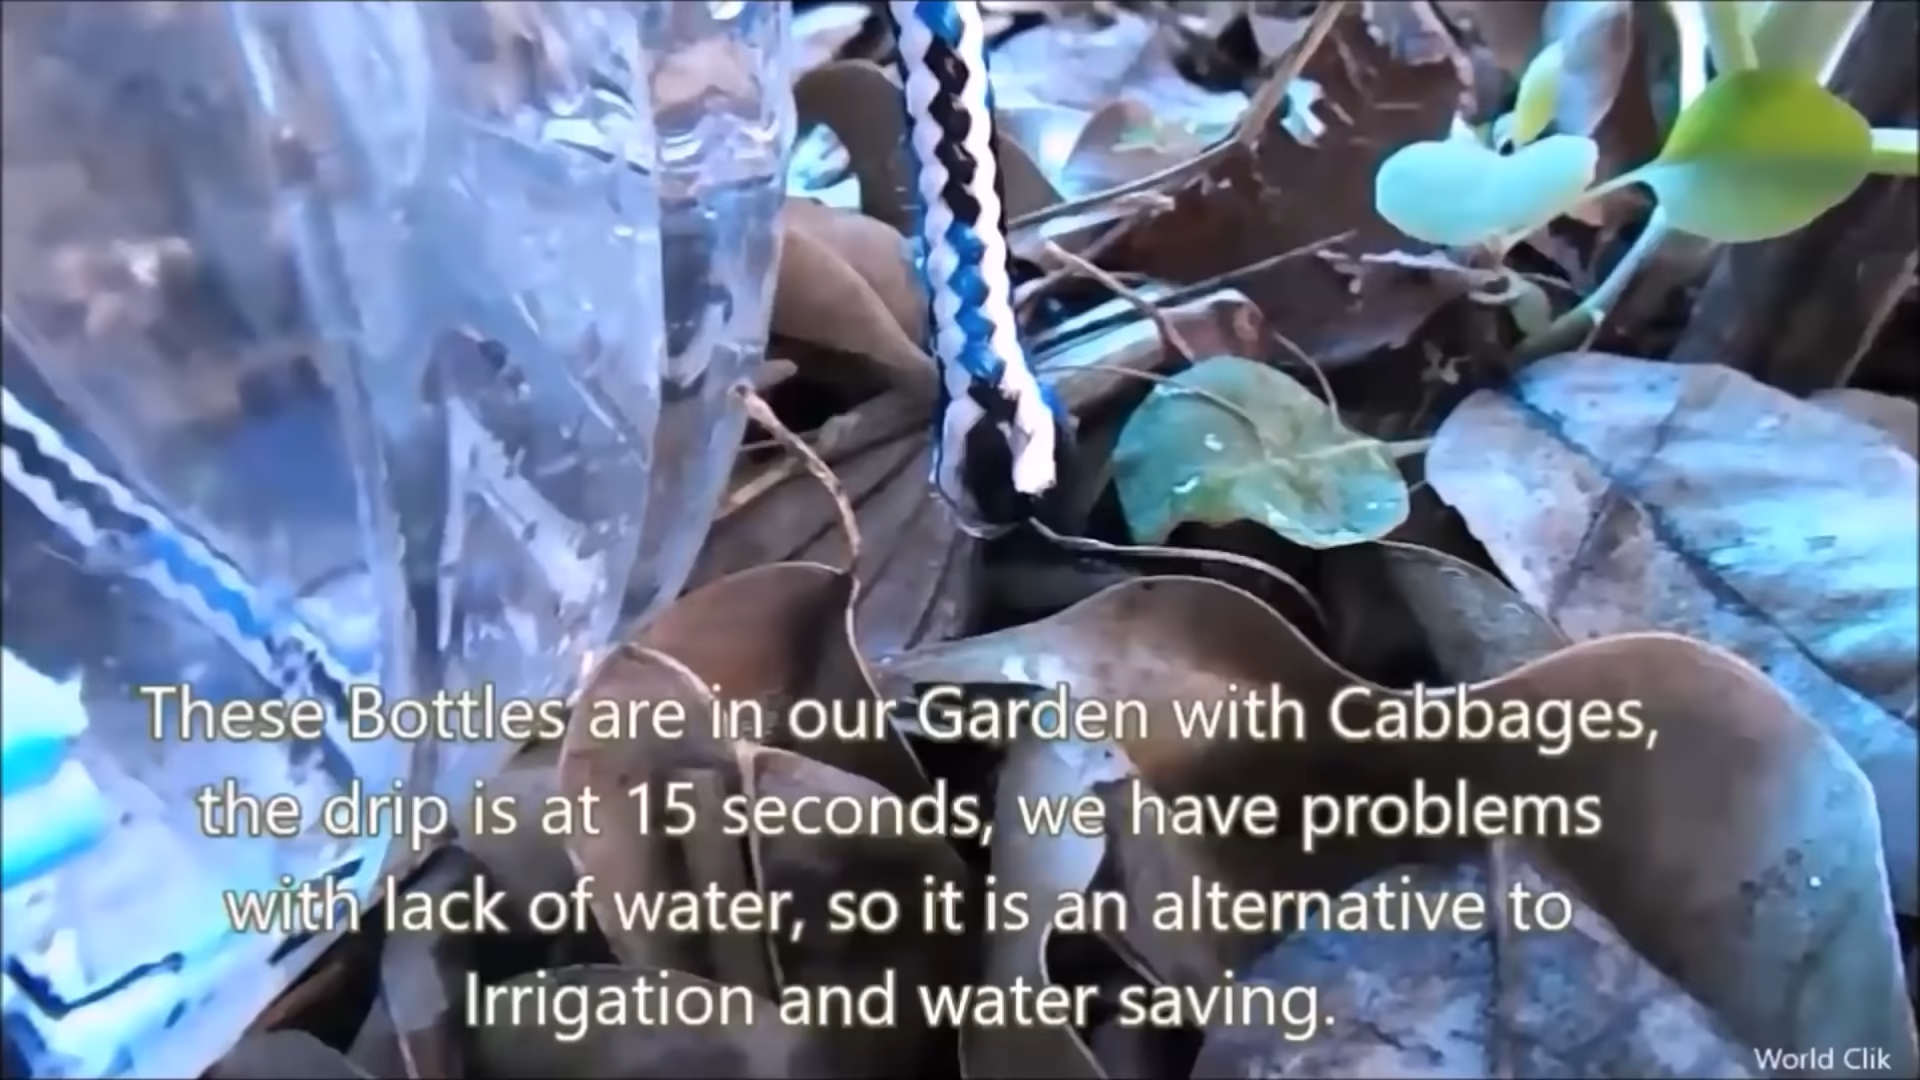 These Bottles are in our Garden with Cabbages,
the drip is at 15 seconds, we have problems
with lack of water, so it is an alternative to
Irrigation and water saving.
World Clik